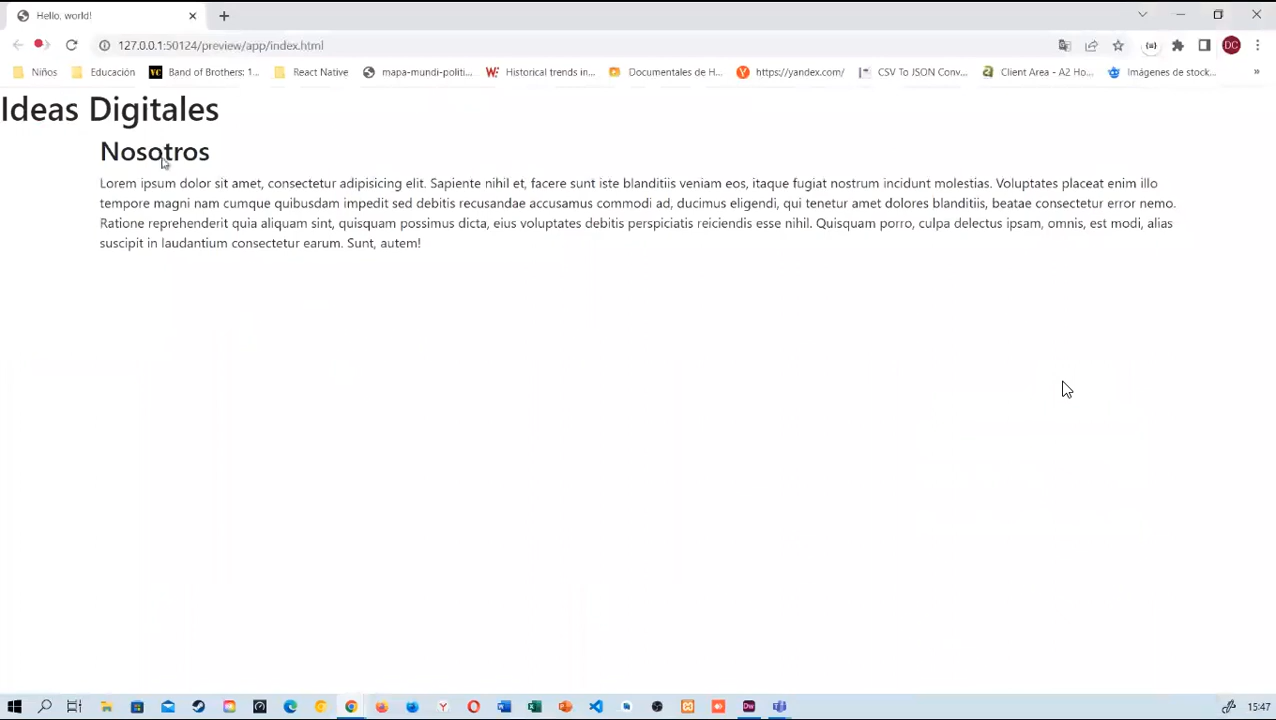 Hello, world!
127.0.0.1:50124/preview/app/index.html
DC
Niños
Educación
VC
Band of Brothers: 1...
React Native
mapa-mundi-politi...
Historical trends in...
Documentales de H...
https://yandex.com/
CSV To JSON Conv...
Client Area - A2 Ho...
Imágenes de stock...
»
Ideas Digitales
Nosotros
Lorem ipsum dolor sit amet, consectetur adipisicing elit. Sapiente nihil et, facere sunt iste blanditiis veniam eos, itaque fugiat nostrum incidunt molestias. Voluptates placeat enim illo
tempore magni nam cumque quibusdam impedit sed debitis recusandae accusamus commodi ad, ducimus eligendi, qui tenetur amet dolores blanditiis, beatae consectetur error nemo.
Ratione reprehenderit quia aliquam sint, quisquam possimus dicta, eius voluptates debitis perspiciatis reiciendis esse nihil. Quisquam porro, culpa delectus ipsam, omnis, est modi, alias
suscipit in laudantium consectetur earum. Sunt, autem!
Dw
15:47